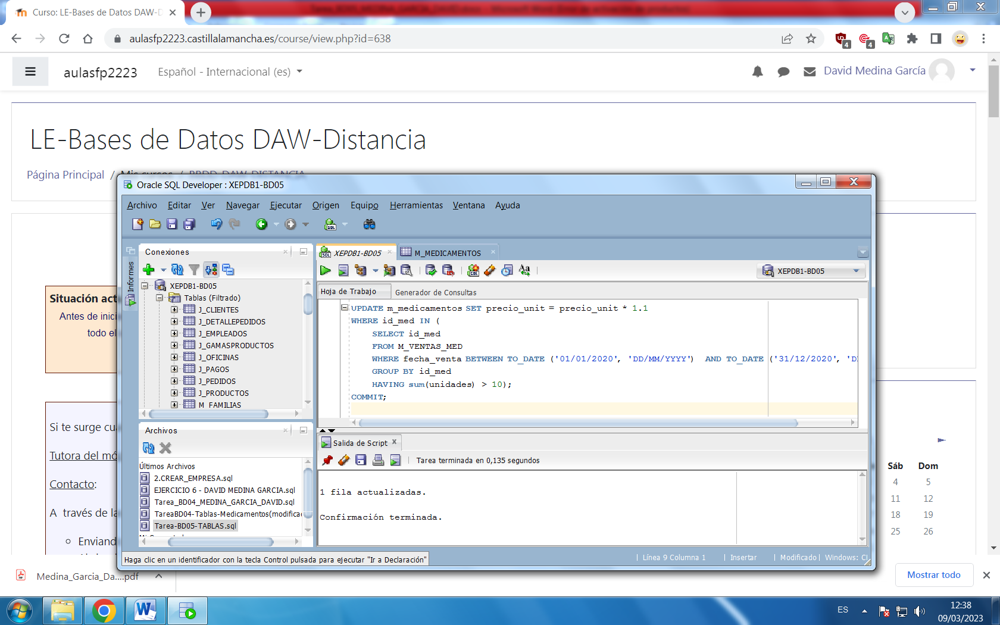 Curso: LE-Bases de Datos DAW-D
aulasfp2223.castillalamancha.es/course/view.php?id=638
4
4
aulasfp2223
Español - Internacional (es)
David Medina García
LE-Bases de Datos DAW-Distancia
Página Principal / Mis cursos / BBDD-DAW-DISTANCIA
Situación act
Antes de inici
todo el
Si te surge cu
Tutora del mó
Contacto:
A través de la
Enviand
Oracle SQL Developer : XEPDB1-BD05
Archivo Editar Ver Navegar Ejecutar Origen Equipo Herramientas Ventana Ayuda
Informes
Conexiones
XEPDB1-BD05
Tablas (Filtrado)
J_CLIENTES
J_DETALLEPEDIDOS
J_EMPLEADOS
J_GAMASPRODUCTOS
J_OFICINAS
J_PAGOS
J_PEDIDOS
J_PRODUCTOS
M_FAMILIAS
Archivos
Últimos Archivos
2.CREAR_EMPRESA.sql
EJERCICIO 6 - DAVID MEDINA GARCIA.sql
Tarea_BD04_MEDINA_GARCIA_DAVID.sql
TareaBD04-Tablas-Medicamentos(modificac
Tarea-BD05-TABLAS.sql
XEPDB1-BD05
M_MEDICAMENTOS
XEPDB1-BD05
Hoja de Trabajo
Generador de Consultas
UPDATE m_medicamentos SET precio_unit = precio_unit * 1.1
WHERE id_med IN (
SELECT id_med
FROM M_VENTAS_MED
WHERE fecha_venta BETWEEN TO_DATE ('01/01/2020', 'DD/MM/YYYY') AND TO_DATE ('31/12/2020', 'D
GROUP BY id_med
HAVING sum(unidades) > 10);
COMMIT;
Salida de Script
Tarea terminada en 0,135 segundos
1 fila actualizadas.
Confirmación terminada.
Haga clic en un identificador con la tecla Control pulsada para ejecutar "Ir a Declaración"
Línea 9 Columna 1
Insertar
Modificado
Windows: C
Sáb Dom
4 5
11 12
18 19
25 26
Medina_Garcia_Da....pdf
Mostrar todo
ES
12:38
09/03/2023